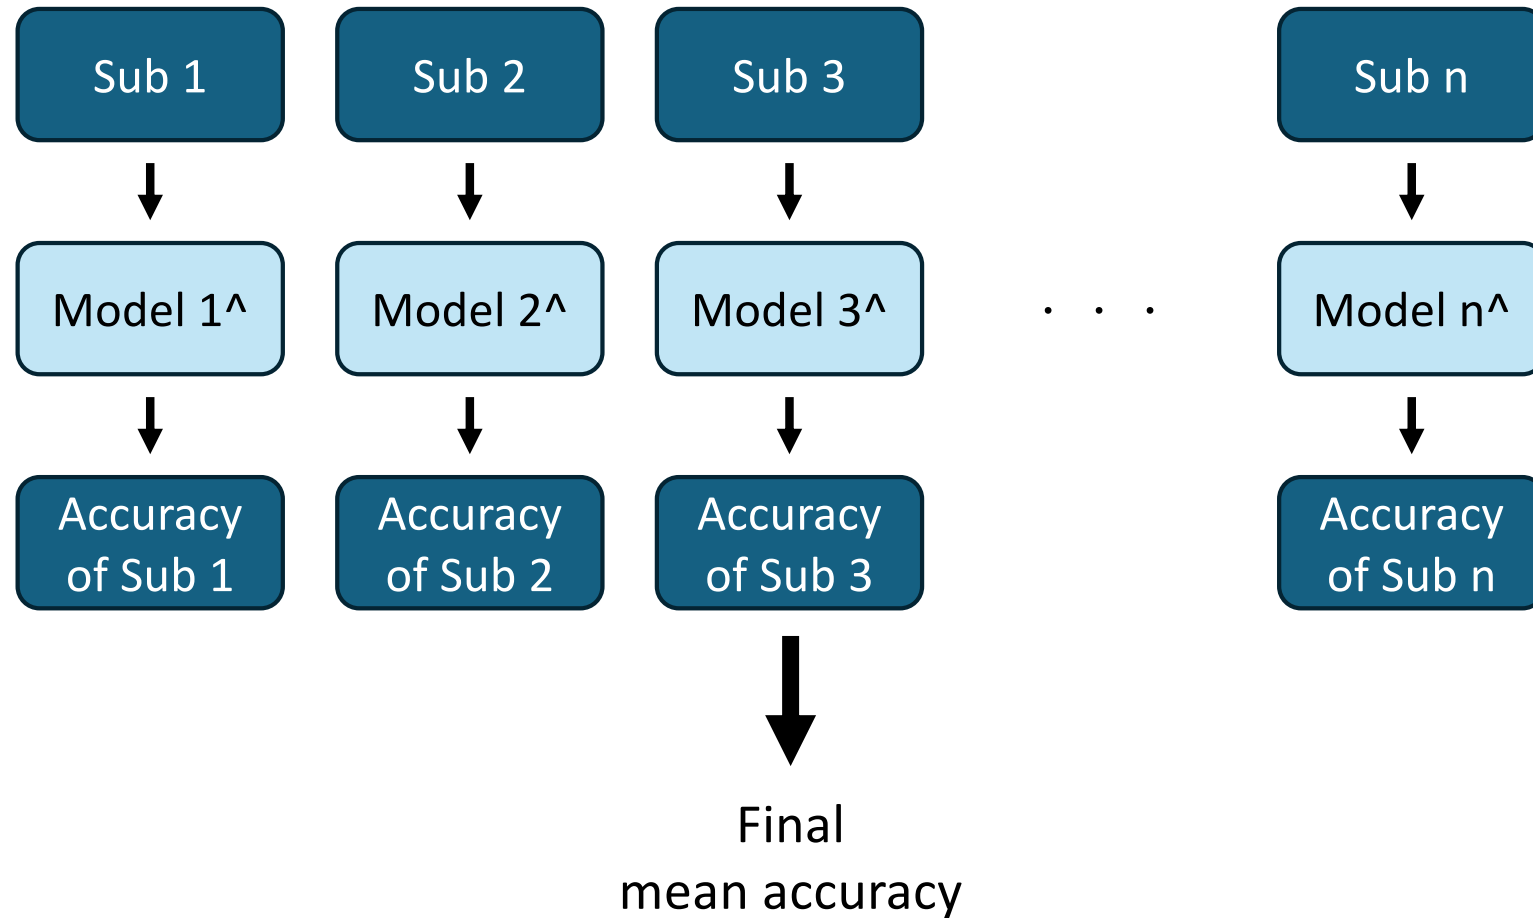 Sub 1
Sub 2
Sub 3
Sub n
Model 1^
Model 2^
Model 3^
. . .
Model n^
Accuracy
of Sub 1
Accuracy
of Sub 2
Accuracy
of Sub 3
Accuracy
of Sub n
Final
mean accuracy